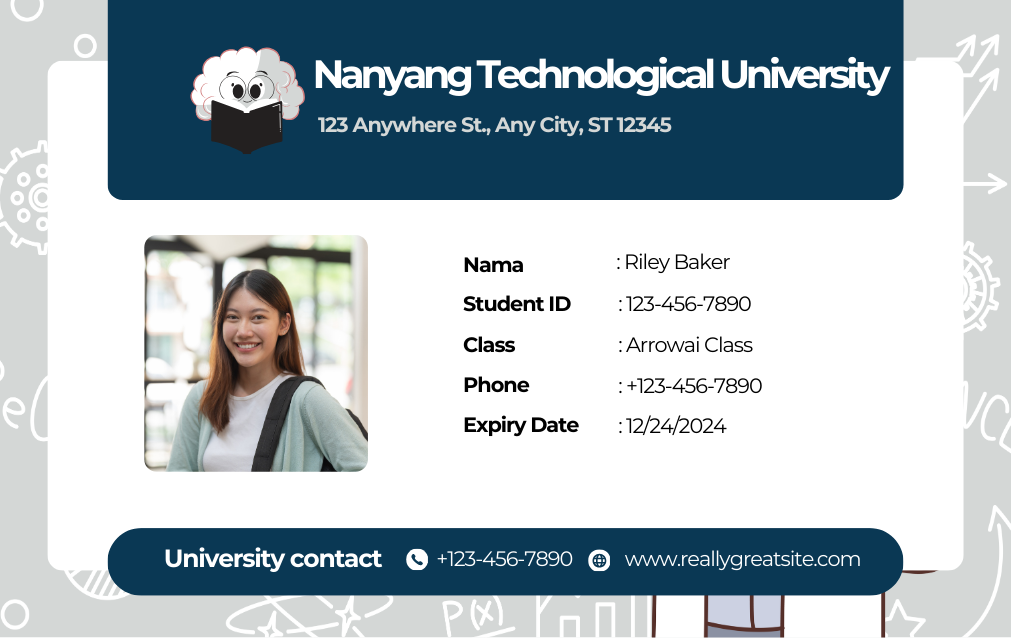 Nanyang Technological University
123 Anywhere St., Any City, ST 12345
Nama : Riley Baker
Student ID : 123-456-7890
Class : Arrowai Class
Phone : +123-456-7890
Expiry Date : 12/24/2024
University contact +123-456-7890 www.reallygreatsite.com
P(x)